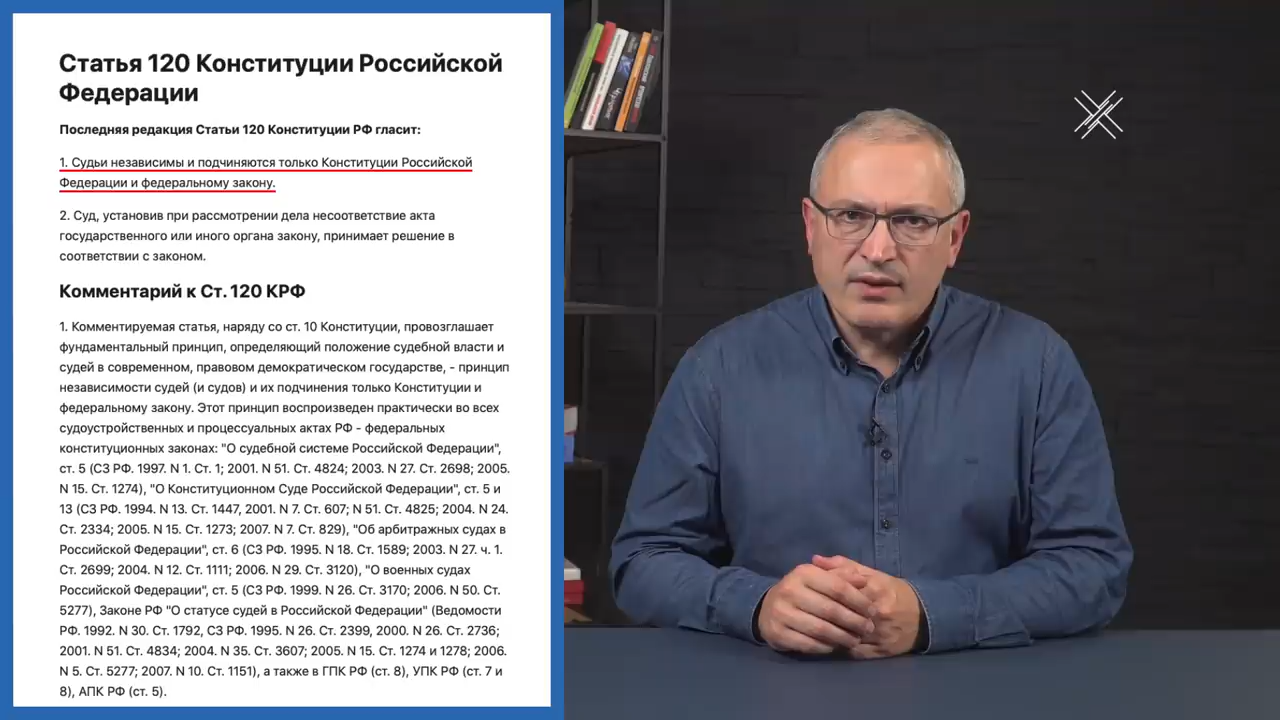 Статья 120 Конституции Российской
Федерации
Последняя редакция Статьи 120 Конституции РФ гласит:
1. Судьи независимы и подчиняются только Конституции Российской
Федерации и федеральному закону.
2. Суд, установив при рассмотрении дела несоответствие акта
государственного или иного органа закону, принимает решение в
соответствии с законом.
Комментарий к Ст. 120 КРФ
1. Комментируемая статья, наряду со ст. 10 Конституции, провозглашает
фундаментальный принцип, определяющий положение судебной власти и
судей в современном, правовом демократическом государстве, - принцип
независимости судей (и судов) и их подчинения только Конституции и
федеральному закону. Этот принцип воспроизведен практически во всех
судоустройственных и процессуальных актах РФ - федеральных
конституционных законах: "О судебной системе Российской Федерации",
ст. 5 (СЗ РФ. 1997. N 1. Ст. 1; 2001. N 51. Ст. 4824; 2003. N 27. Ст. 2698; 2005.
N 15. Ст. 1274), "О Конституционном Суде Российской Федерации", ст. 5 и
13 (СЗ РФ. 1994. N 13. Ст. 1447, 2001. N 7. Ст. 607; N 51. Ст. 4825; 2004. N 24.
Ст. 2334; 2005. N 15. Ст. 1273; 2007. N 7. Ст. 829), "Об арбитражных судах в
Российской Федерации", ст. 6 (СЗ РФ. 1995. N 18. Ст. 1589; 2003. N 27. ч. 1.
Ст. 2699; 2004. N 12. Ст. 1111; 2006. N 29. Ст. 3120), "О военных судах
Российской Федерации", ст. 5 (СЗ РФ. 1999. N 26. Ст. 3170; 2006. N 50. Ст.
5277), Законе РФ "О статусе судей в Российской Федерации" (Ведомости
РФ. 1992. N 30. Ст. 1792, СЗ РФ. 1995. N 26. Ст. 2399, 2000. N 26. Ст. 2736;
2001. N 51. Ст. 4834; 2004. N 35. Ст. 3607; 2005. N 15. Ст. 1274 и 1278; 2006.
N 5. Ст. 5277; 2007. N 10. Ст. 1151), а также в ГПК РФ (ст. 8), УПК РФ (ст. 7 и
8), АПК РФ (ст. 5).